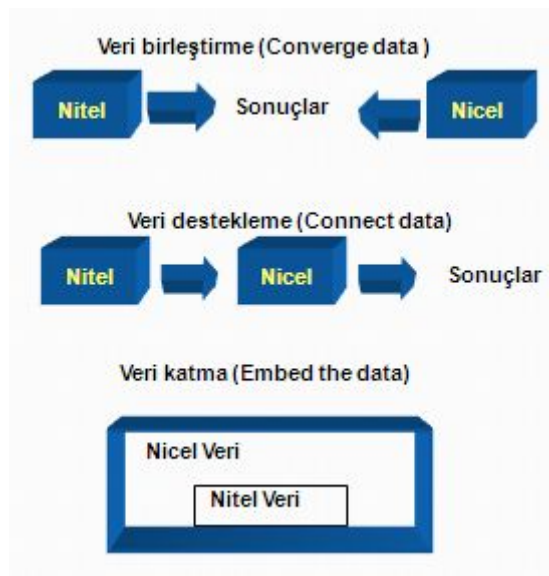 Veri birleştirme (Converge data )
Nitel Sonuçlar Nicel
Veri destekleme (Connect data)
Nitel Nicel Sonuçlar
Veri katma (Embed the data)
Nicel Veri
Nitel Veri